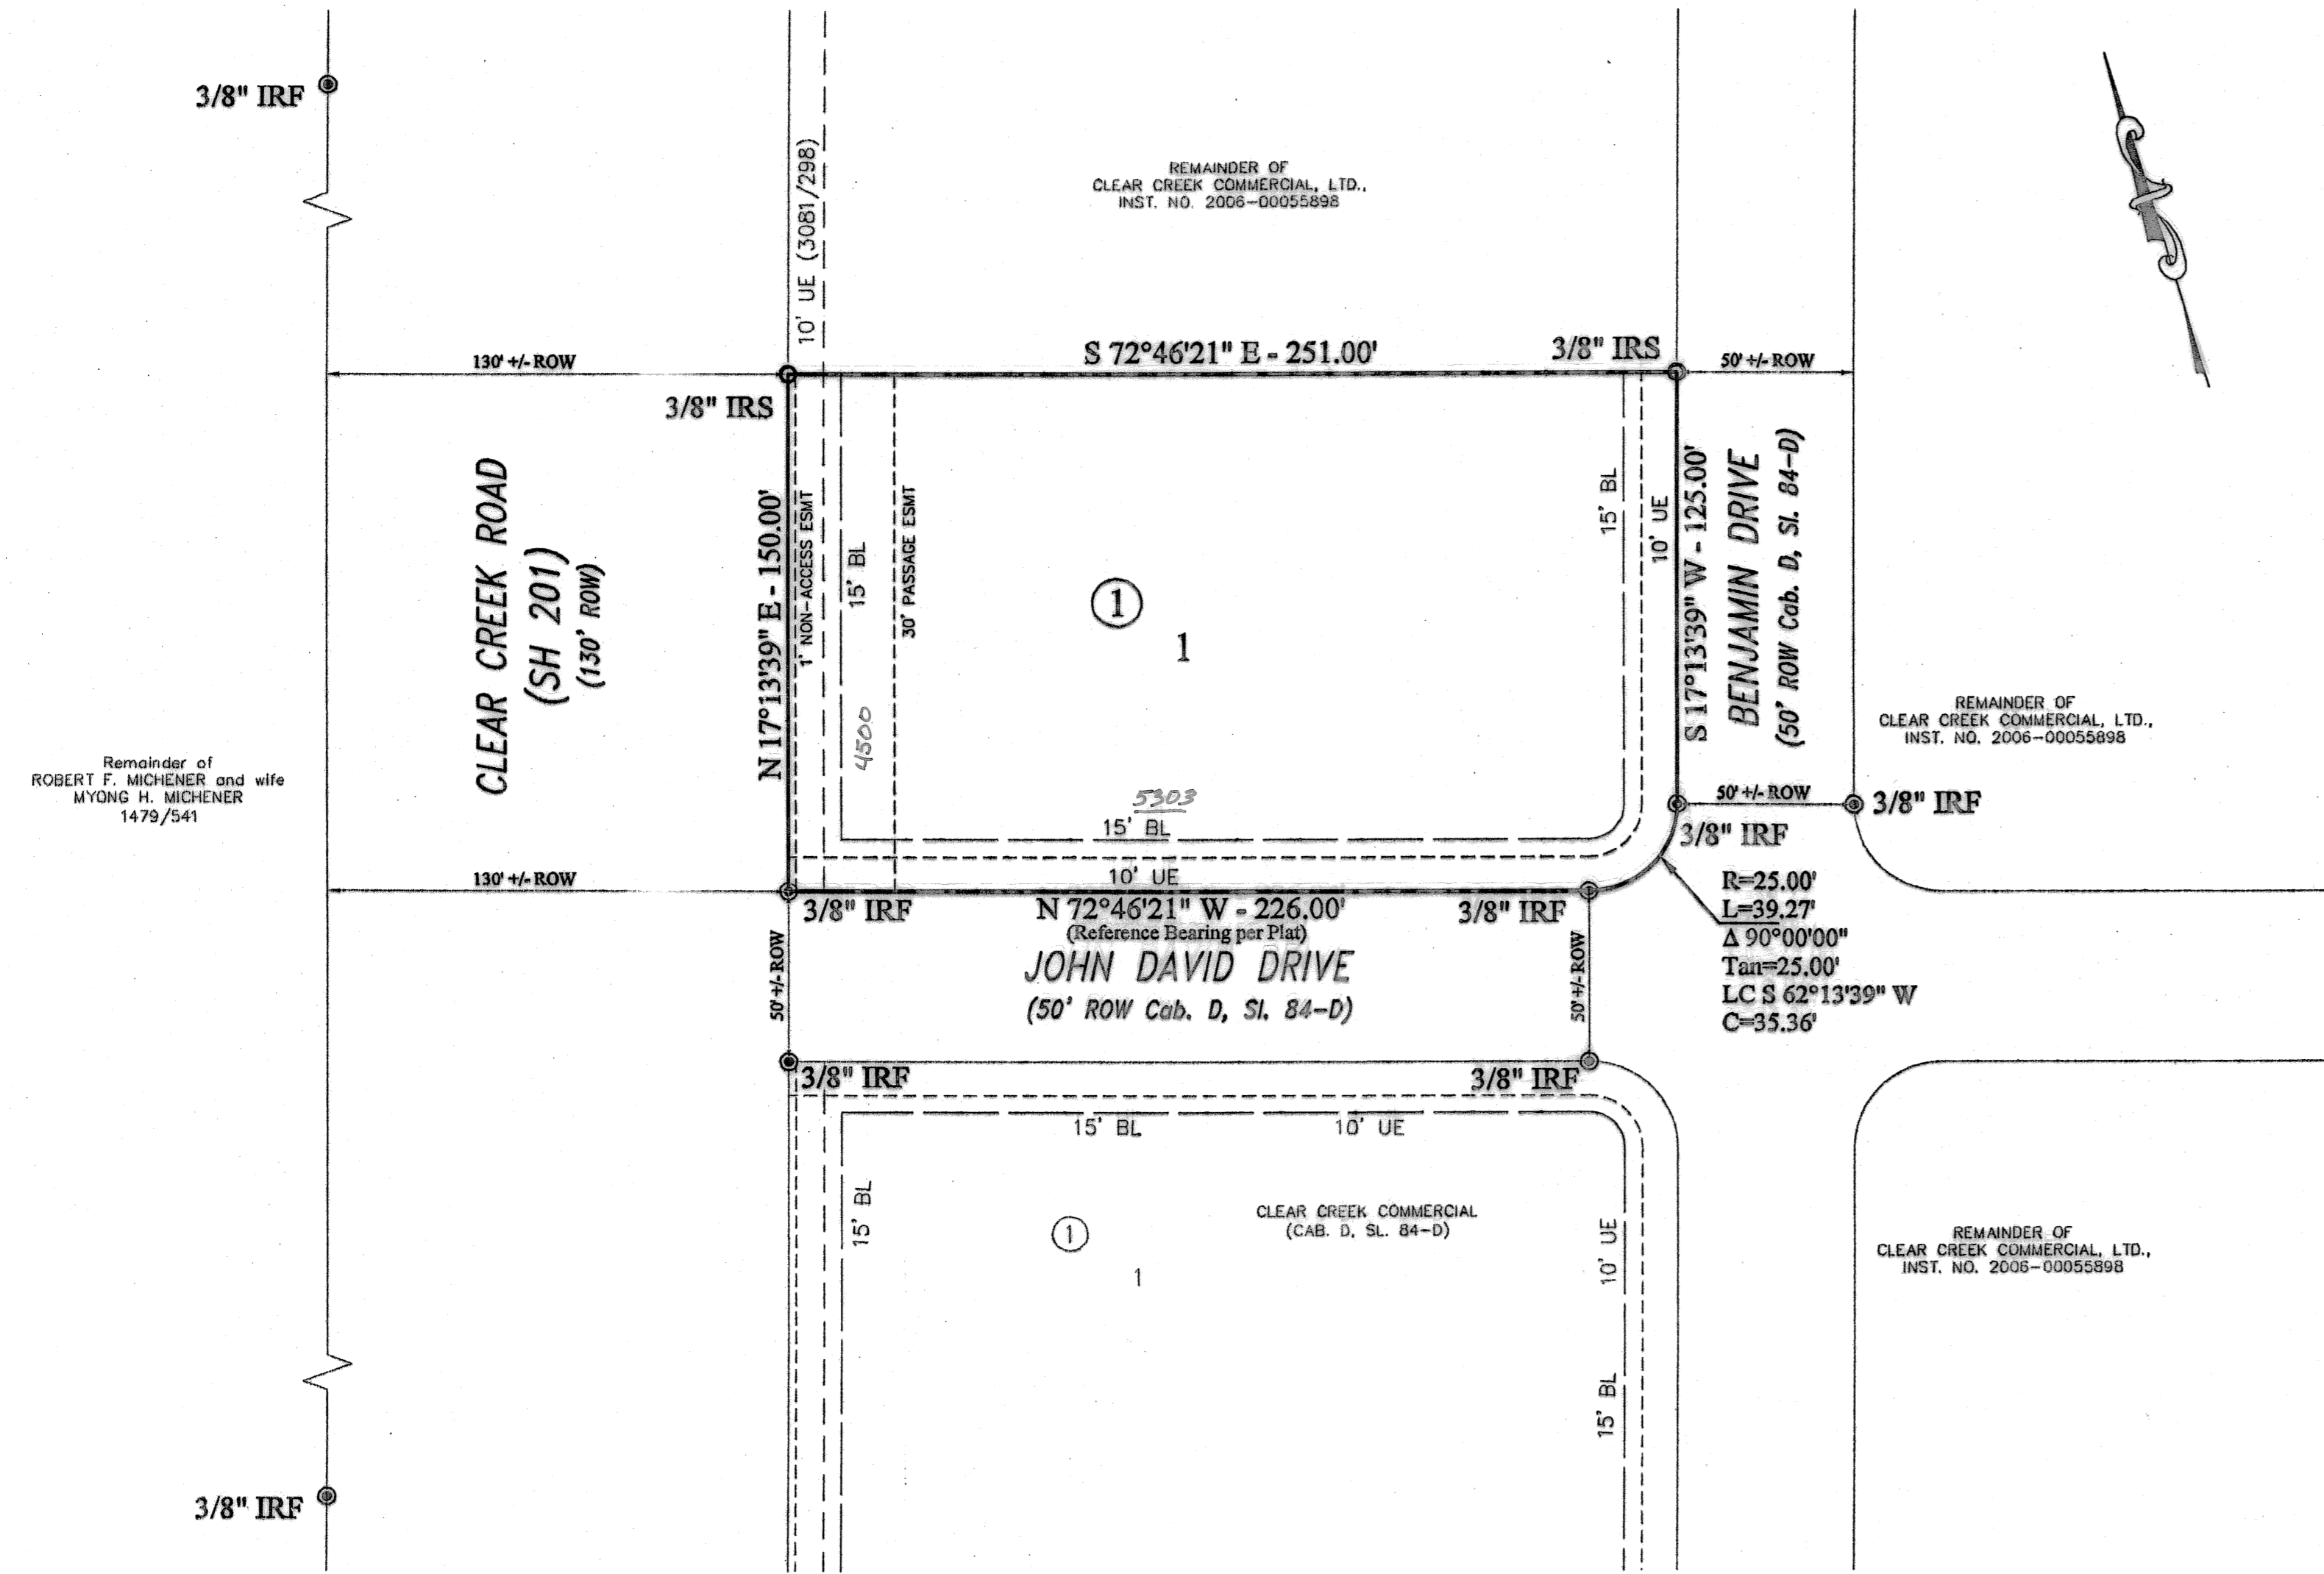 3/8" IRF
10' UE (3081/298)
REMAINDER OF
CLEAR CREEK COMMERCIAL, LTD.,
INST. NO. 2006-00055898
130' +/- ROW
S 72°46'21" E - 251.00'
3/8" IRS
50' +/- ROW
3/8" IRS
CLEAR CREEK ROAD
(SH 201)
(130' ROW)
N 17°13'39" E - 150.00'
1' NON-ACCESS ESMT
15' BL
4500
30' PASSAGE ESMT
1
1
15' BL
10' UE
S 17°13'39" W - 125.00'
BENJAMIN DRIVE
(50' ROW Cab. D, Sl. 84-D)
REMAINDER OF
CLEAR CREEK COMMERCIAL, LTD.,
INST. NO. 2006-00055898
Remainder of
ROBERT F. MICHENER and wife
MYONG H. MICHENER
1479/541
5303
15' BL
50' +/- ROW
3/8" IRF
3/8" IRF
130' +/- ROW
10' UE
3/8" IRF
N 72°46'21" W - 226.00'
3/8" IRF
(Reference Bearing per Plat)
JOHN DAVID DRIVE
(50' ROW Cab. D, Sl. 84-D)
50' +/- ROW
50' +/- ROW
R=25.00'
L=39.27'
Δ 90°00'00"
Tan=25.00'
LC S 62°13'39" W
C=35.36'
3/8" IRF
3/8" IRF
15' BL
10' UE
15' BL
1
1
CLEAR CREEK COMMERCIAL
(CAB. D, SL. 84-D)
10' UE
15' BL
REMAINDER OF
CLEAR CREEK COMMERCIAL, LTD.,
INST. NO. 2006-00055898
3/8" IRF